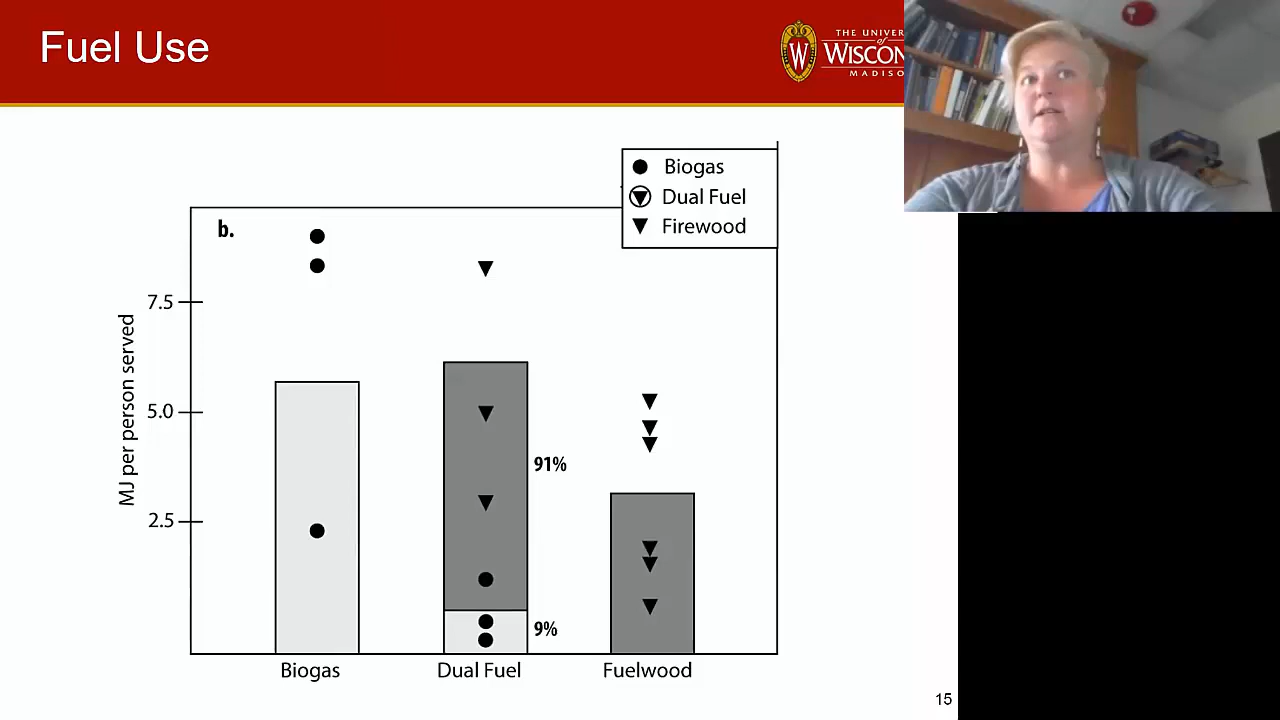 Fuel Use
THE UNIVER
of
WISCON
MADISO
Biogas
Dual Fuel
Firewood
b.
7.5
5.0
2.5
MJ per person served
91%
9%
Biogas
Dual Fuel
Fuelwood
15